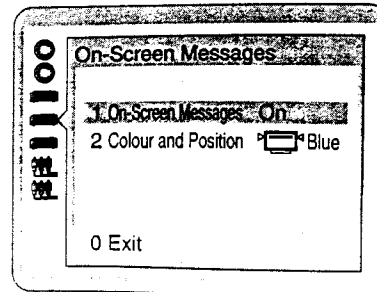 On-Screen Messages
1 On-Screen Messages On
2 Colour and Position Blue
0 Exit